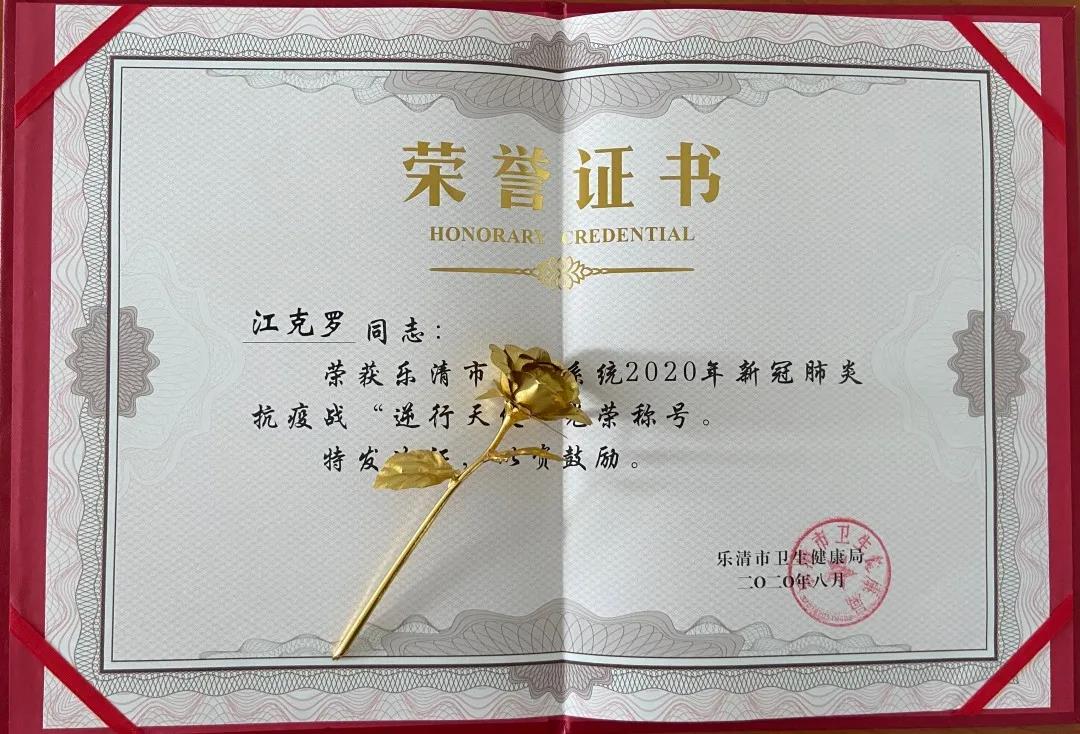 荣誉证书
HONORARY CREDENTIAL
江克罗同志：
荣获乐清市 系统2020年新冠肺炎
抗疫战“逆行天 荣称号。
特发 ， 资鼓励。
乐清市卫生健康局
二〇二〇年八月